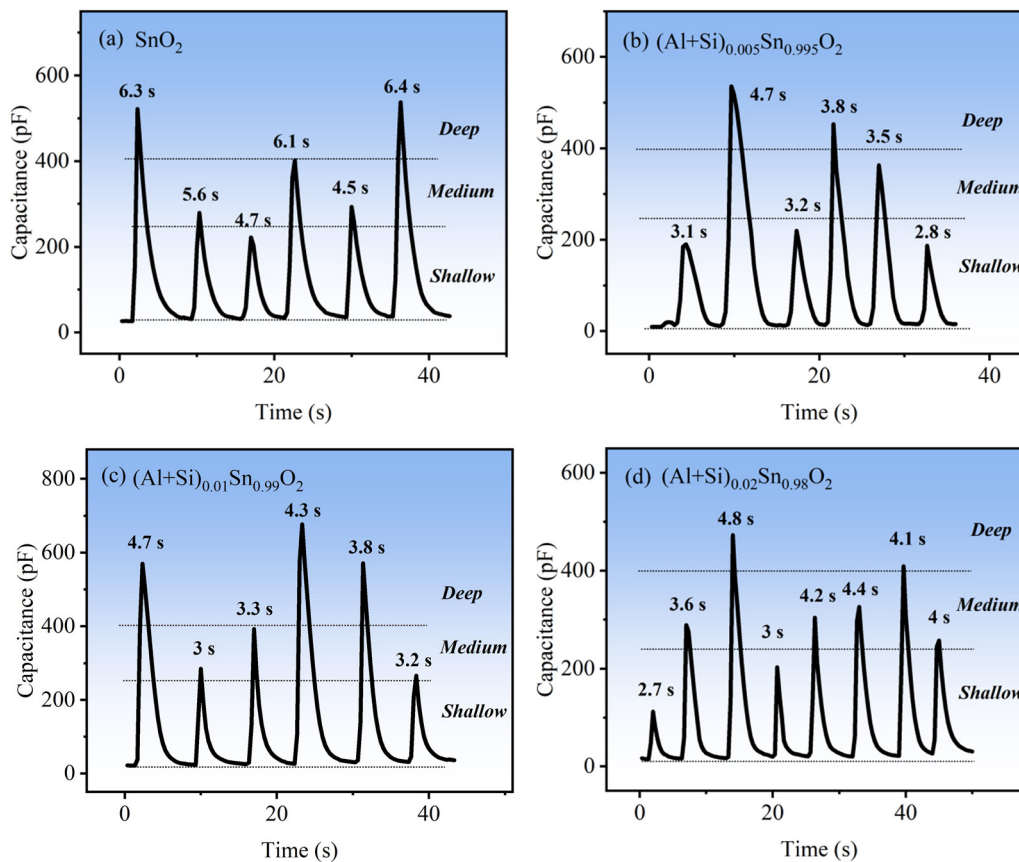 (a) SnO₂
Capacitance (pF)
600
400
200
0
6.3 s
5.6 s
4.7 s
6.1 s
4.5 s
6.4 s
Deep
Medium
Shallow
0
20
40
Time (s)
(b) (Al+Si)₀.₀₀₅Sn₀.₉₉₅O₂
Capacitance (pF)
600
400
200
0
3.1 s
4.7 s
3.2 s
3.8 s
3.5 s
2.8 s
Deep
Medium
Shallow
0
20
40
Time (s)
(c) (Al+Si)₀.₀₁Sn₀.₉₉O₂
Capacitance (pF)
800
600
400
200
0
4.7 s
3 s
3.3 s
4.3 s
3.8 s
3.2 s
Deep
Medium
Shallow
0
20
40
Time (s)
(d) (Al+Si)₀.₀₂Sn₀.₉₈O₂
Capacitance (pF)
600
400
200
0
2.7 s
3.6 s
4.8 s
3 s
4.2 s
4.4 s
4.1 s
4 s
Deep
Medium
Shallow
0
20
40
Time (s)